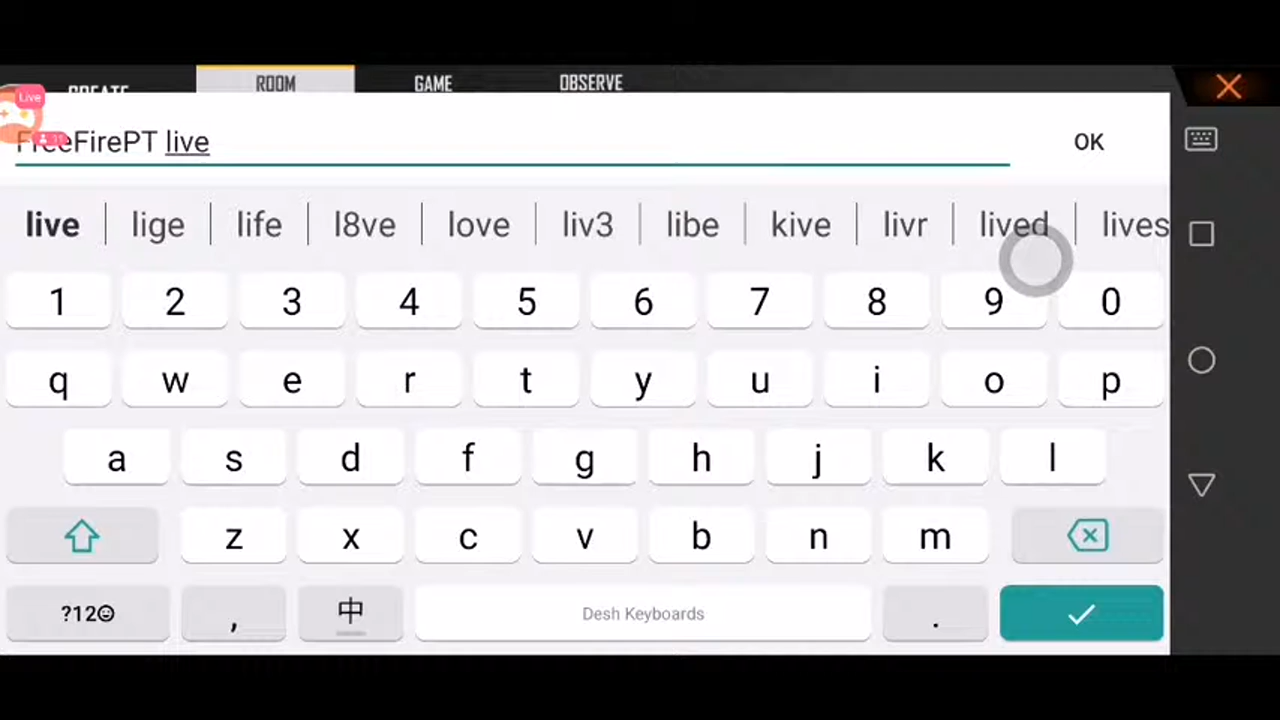 CREATE ROOM GAME OBSERVE
Live
FreeFirePT live
OK
live lige life l8ve love liv3 libe kive livr lived lives
1 2 3 4 5 6 7 8 9 0
q w e r t y u i o p
a s d f g h j k l
z x c v b n m
?12☺ , 中 Desh Keyboards .